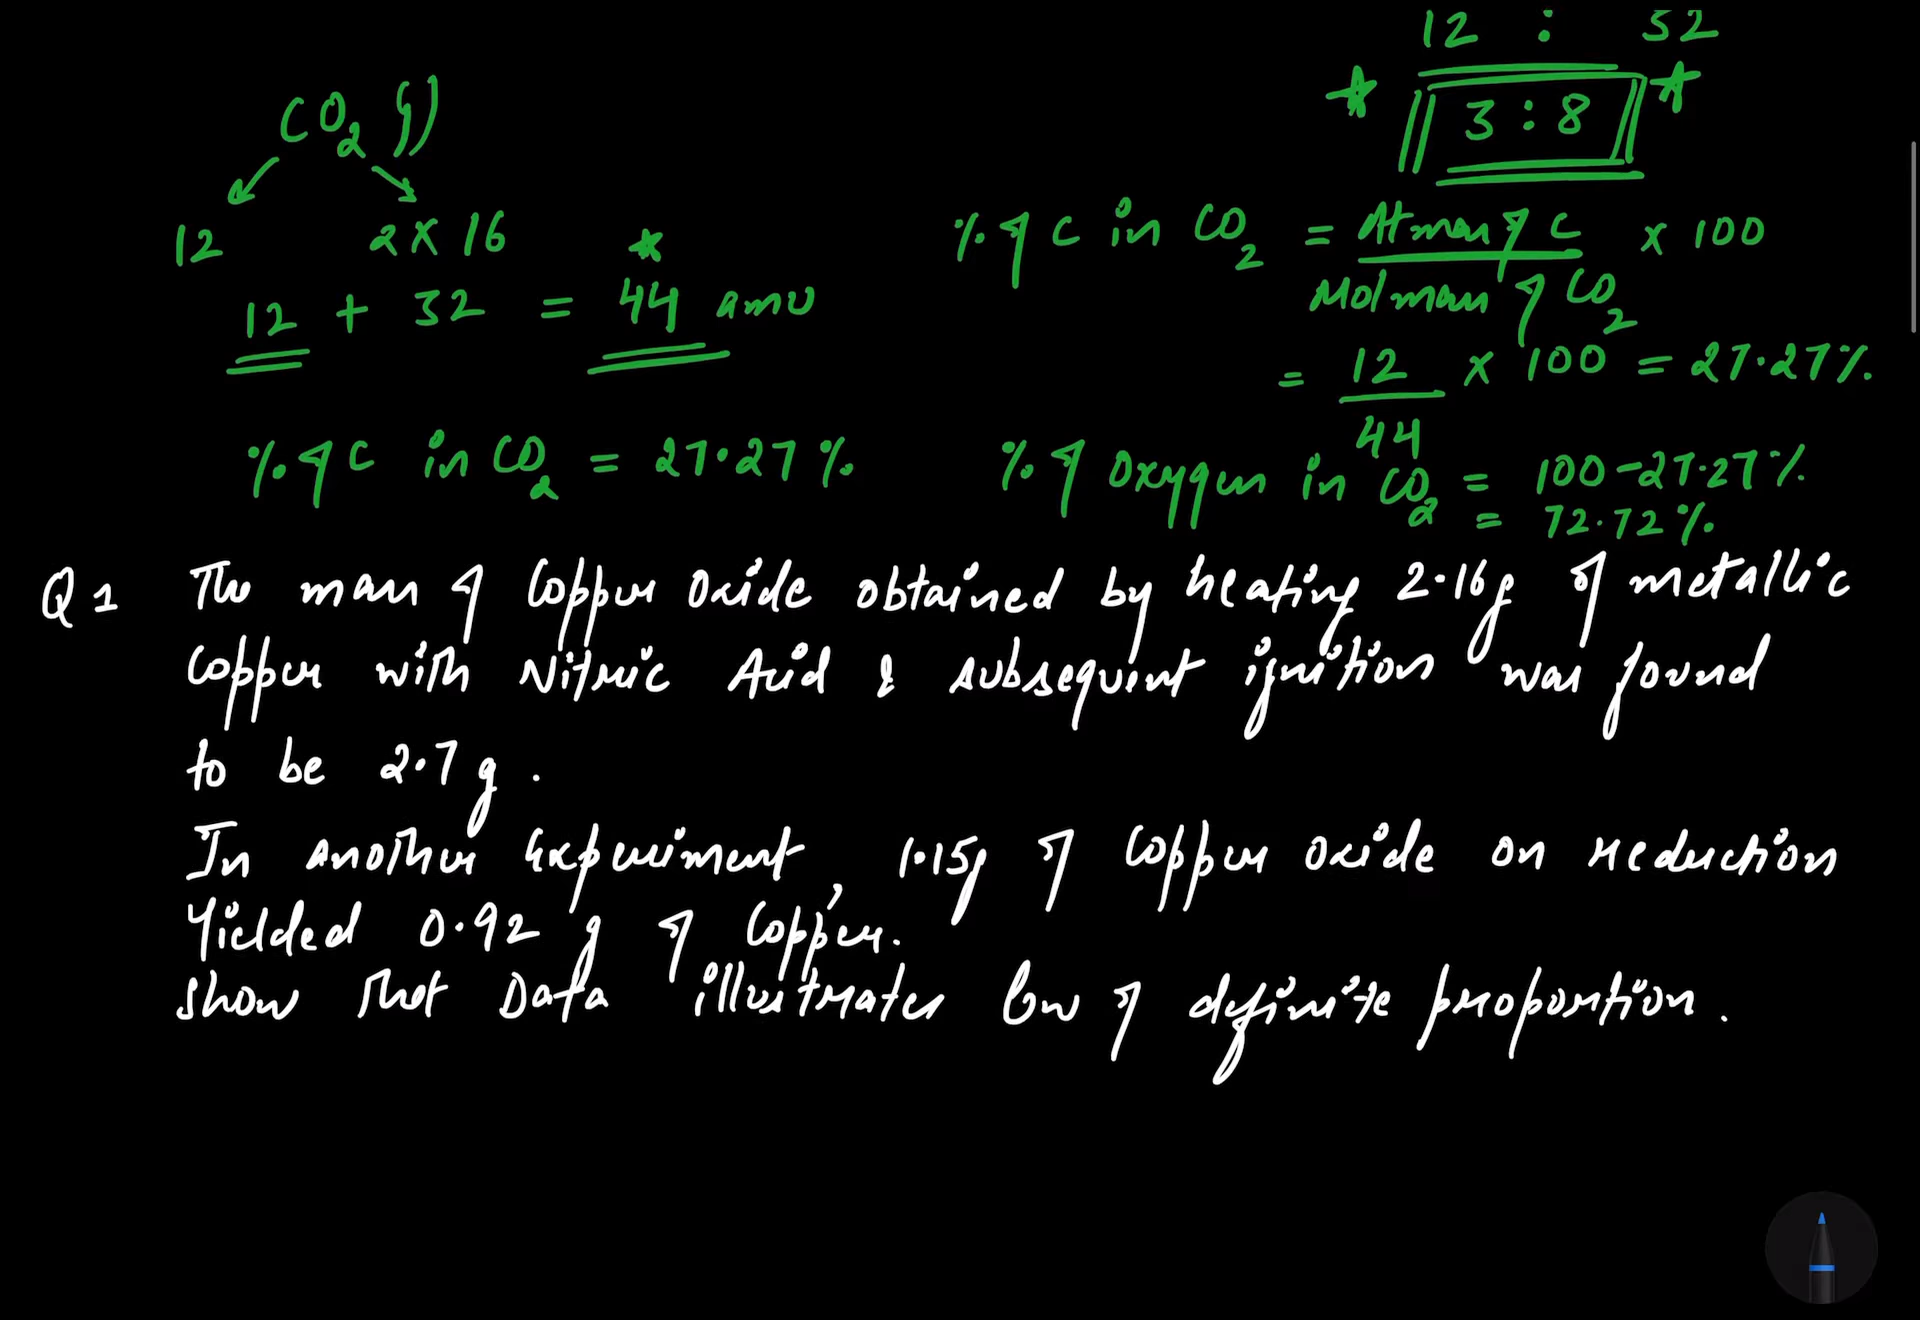 12 : 32
CO2(g)
* 3:8 *
12 2x16 *
12 + 32 = 44 amu
% of C in CO2 = At mass of C x 100
Mol mass of CO2
= 12 x 100 = 27.27%.
44
% of C in CO2 = 27.27%.
% of Oxygen in CO2 = 100-27.27%.
= 72.72%.
Q1 The mass of Copper Oxide obtained by heating 2.16g of metallic
Copper with Nitric Acid & subsequent ignition was found
to be 2.7g.
In another Experiment, 1.15g of Copper oxide on reduction
Yielded 0.92 g of Copper.
show that Data illustrates law of definite proportion.